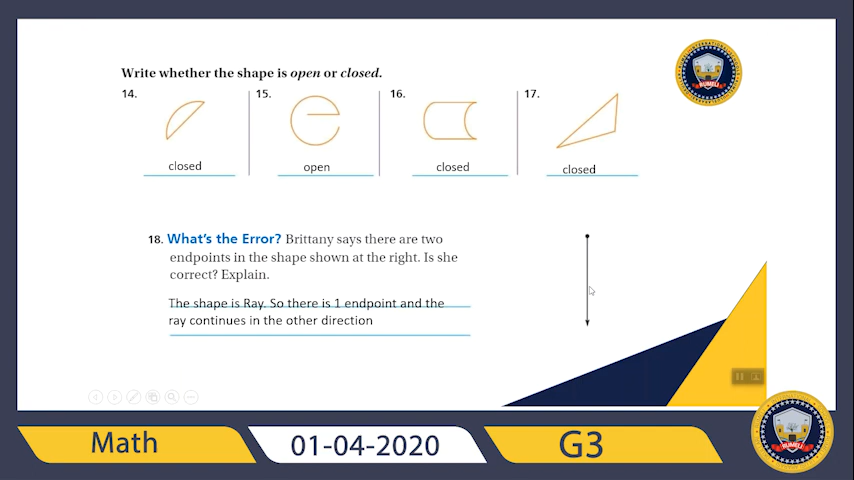 Write whether the shape is open or closed.
14. 15. 16. 17.
closed open closed closed
18. What's the Error? Brittany says there are two
endpoints in the shape shown at the right. Is she
correct? Explain.
The shape is Ray. So there is 1 endpoint and the
ray continues in the other direction
Math 01-04-2020 G3
RUMELI
RUMELI